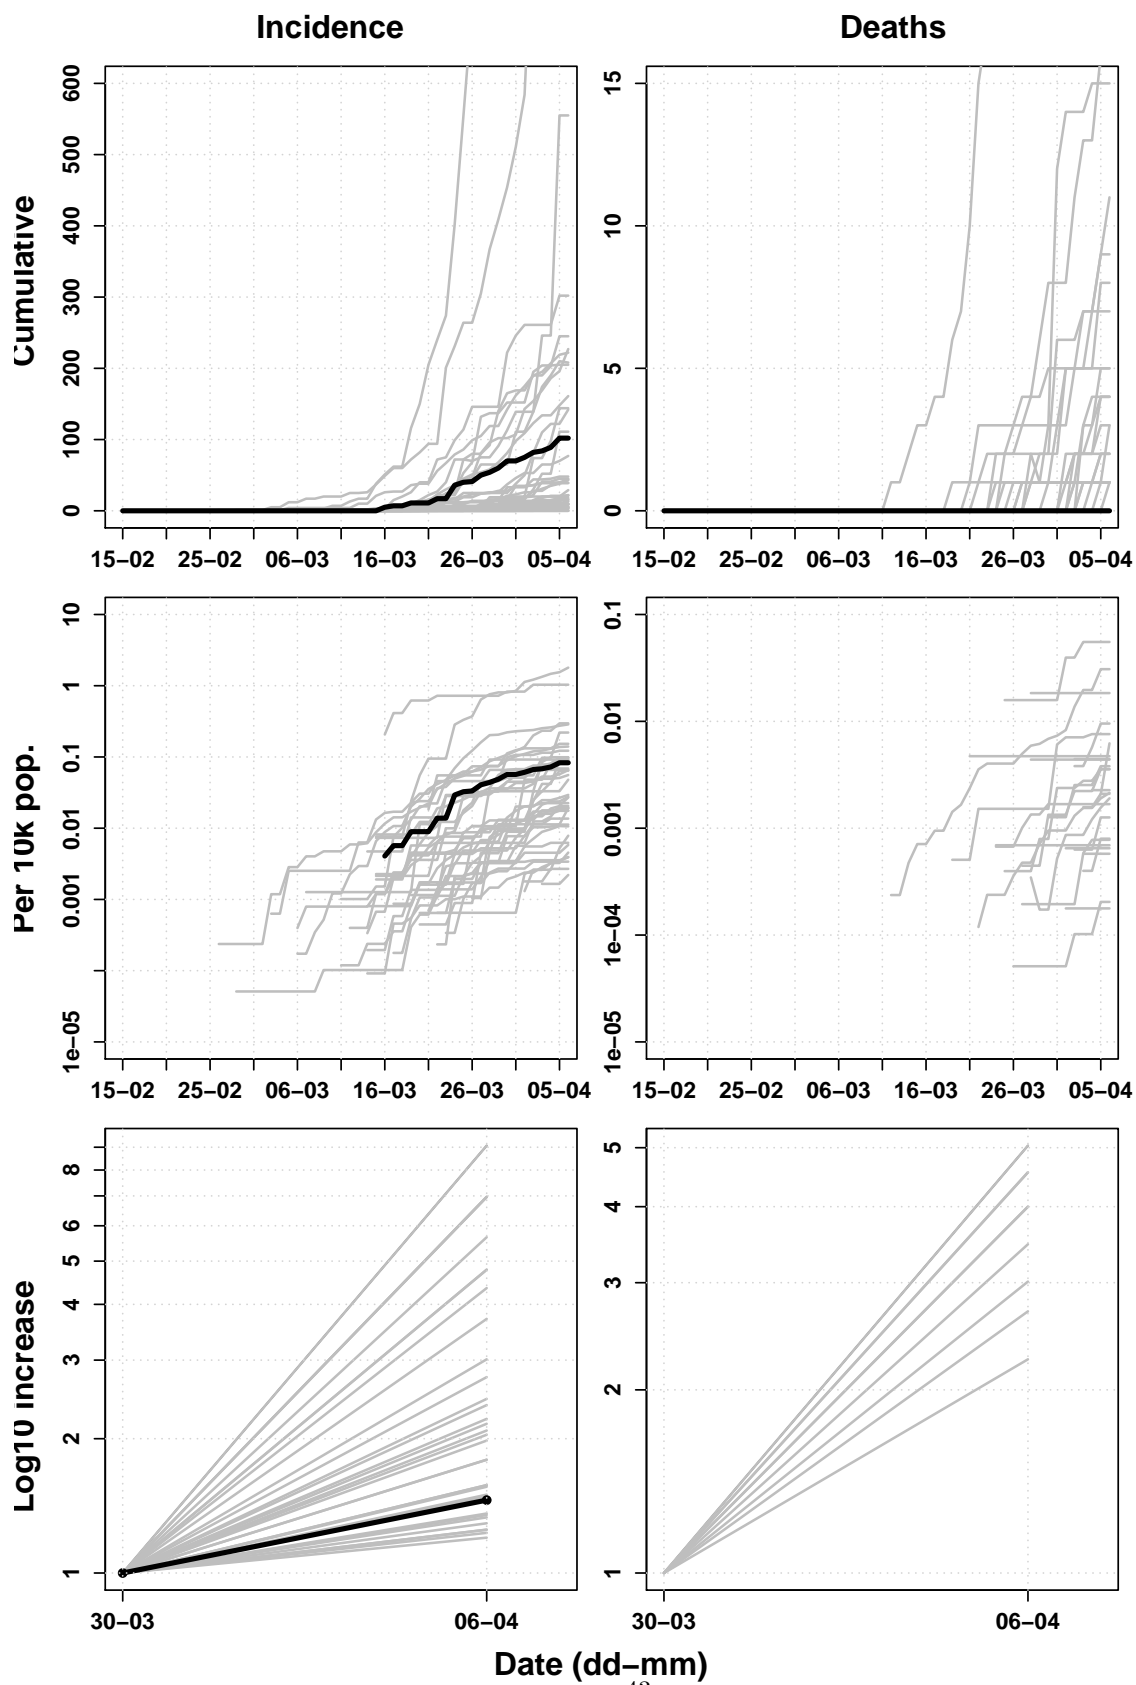 Incidence Deaths
Cumulative
0 100 200 300 400 500 600
0 5 10 15
15−02 25−02 06−03 16−03 26−03 05−04
15−02 25−02 06−03 16−03 26−03 05−04
Per 10k pop.
1e−05 0.001 0.01 0.1 1 10
1e−05 1e−04 0.001 0.01 0.1
15−02 25−02 06−03 16−03 26−03 05−04
15−02 25−02 06−03 16−03 26−03 05−04
Log10 increase
1 2 3 4 5 6 8
1 2 3 4 5
30−03 06−04
30−03 06−04
Date (dd−mm)